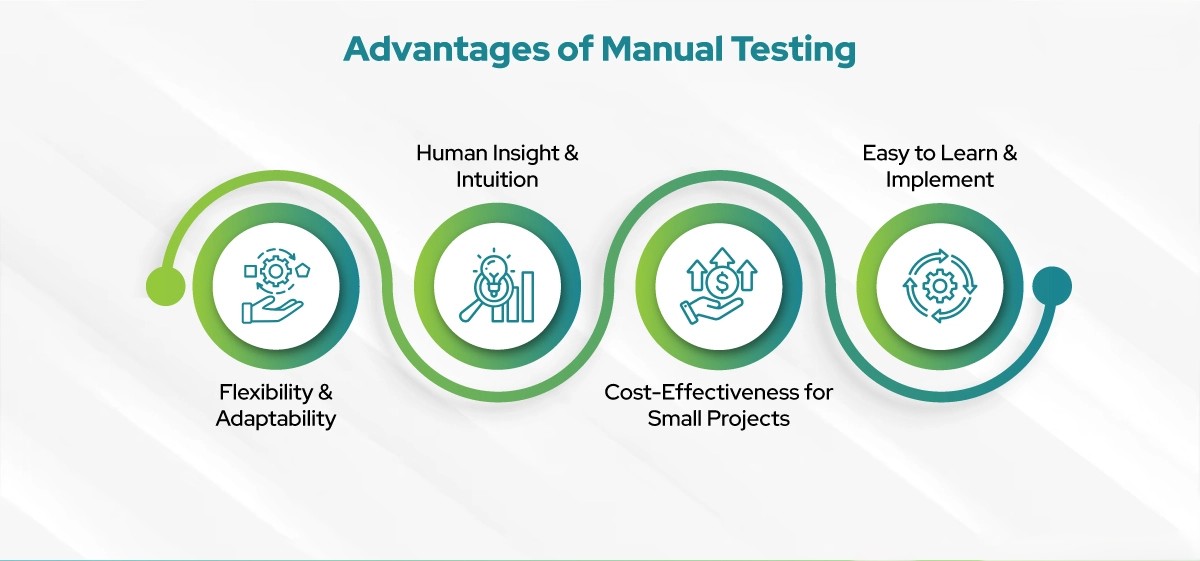 Advantages of Manual Testing
Flexibility &
Adaptability
Human Insight &
Intuition
Cost-Effectiveness for
Small Projects
Easy to Learn &
Implement
$